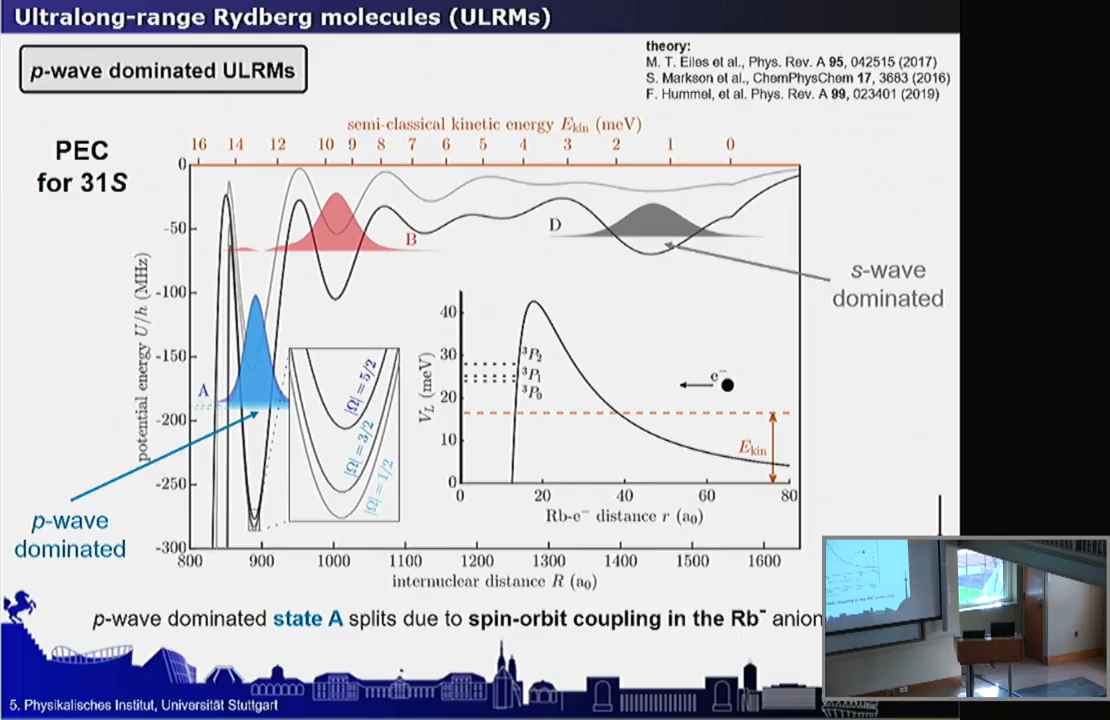 Ultralong-range Rydberg molecules (ULRMs)
p-wave dominated ULRMs
theory:
M. T. Eiles et al., Phys. Rev. A 95, 042515 (2017)
S. Markson et al., ChemPhysChem 17, 3683 (2016)
F. Hummel, et al. Phys. Rev. A 99, 023401 (2019)
PEC
for 31S
semi-classical kinetic energy Ekin (meV)
16 14 12 10 9 8 7 6 5 4 3 2 1 0
potential energy U/h (MHz)
0
-50
-100
-150
-200
-250
-300
A
B
D
s-wave
dominated
p-wave
dominated
|Ω| = 5/2
|Ω| = 3/2
|Ω| = 1/2
VL (meV)
40
30
20
10
0
³P₂
³P₁
³P₀
e⁻
Ekin
0 20 40 60 80
Rb-e⁻ distance r (a₀)
800 900 1000 1100 1200 1300 1400 1500 1600
internuclear distance R (a₀)
p-wave dominated state A splits due to spin-orbit coupling in the Rb⁻ anion
5. Physikalisches Institut, Universität Stuttgart